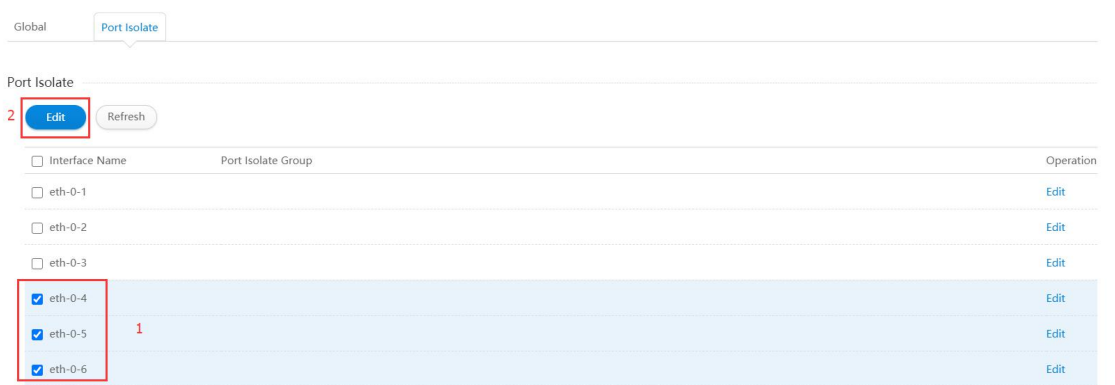 Global Port Isolate
Port Isolate
2 Edit Refresh
Interface Name Port Isolate Group Operation
eth-0-1 Edit
eth-0-2 Edit
eth-0-3 Edit
eth-0-4 Edit
eth-0-5 1 Edit
eth-0-6 Edit